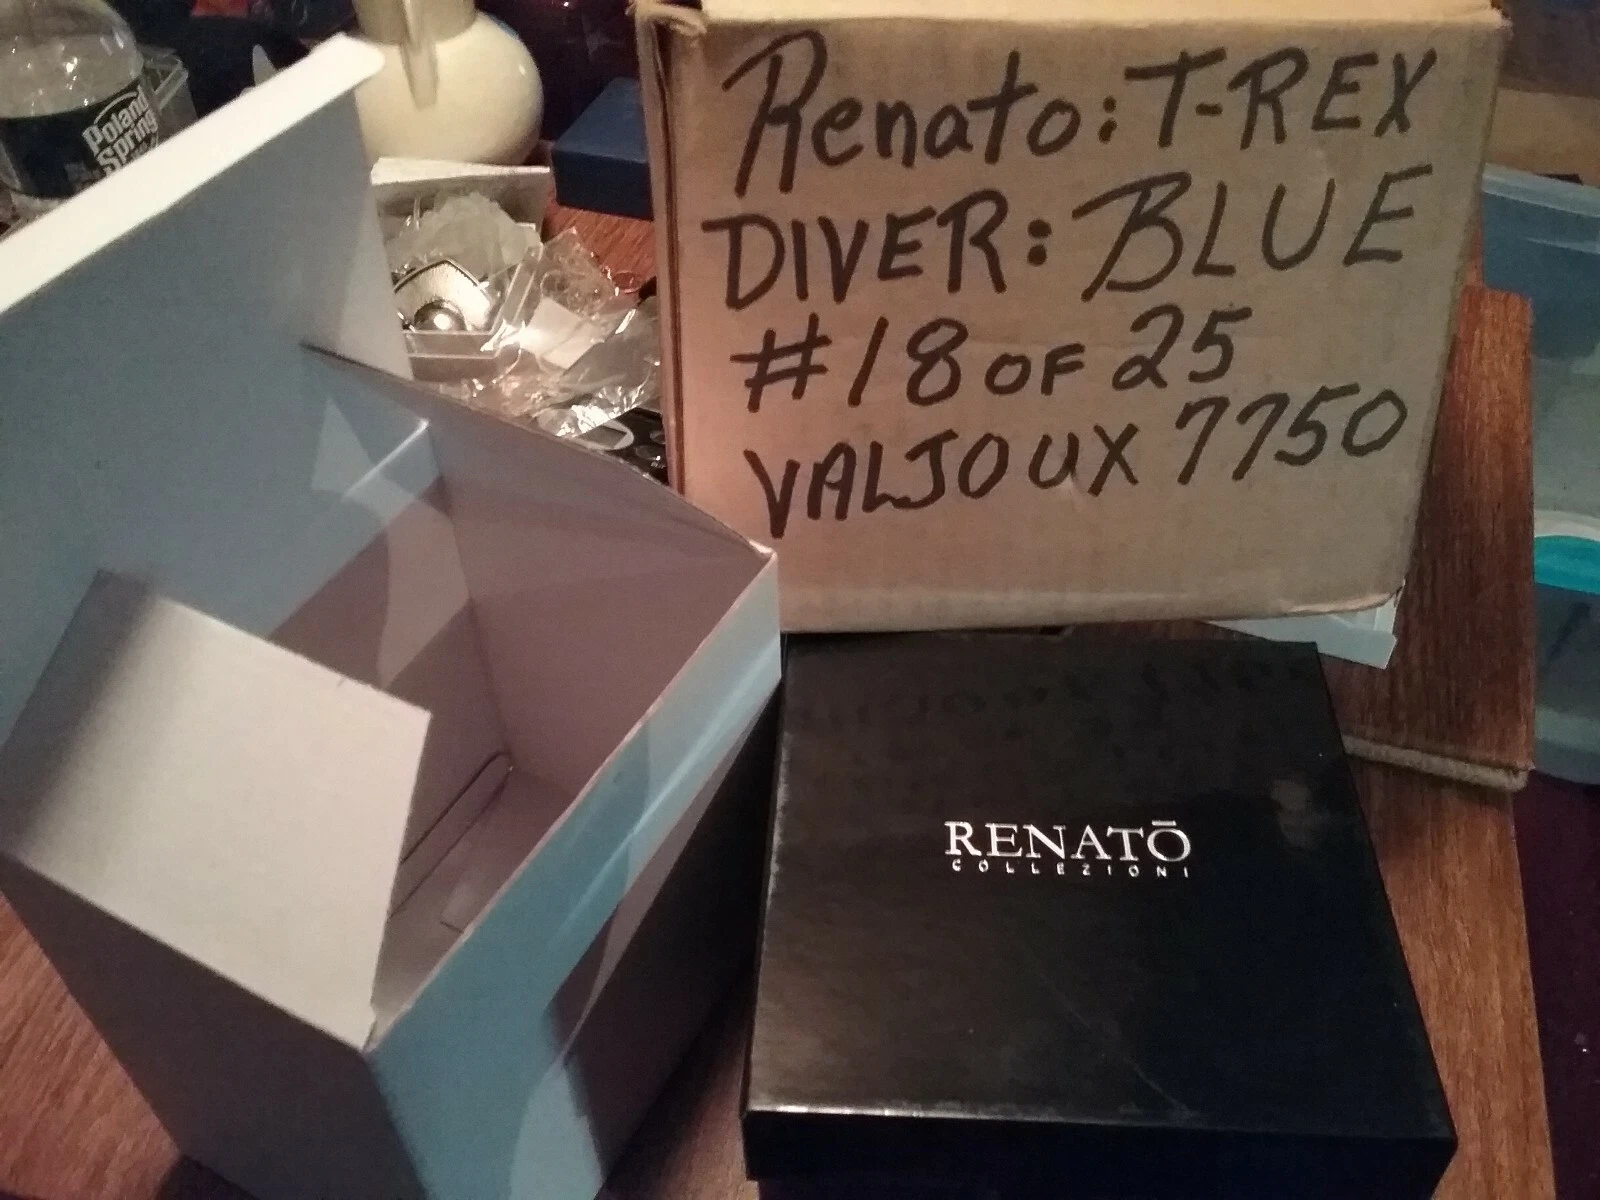 Poland
Spring
Renato: T-REX
DIVER: BLUE
#18 OF 25
VALJOUX 7750
RENATŌ
COLLEZIONI